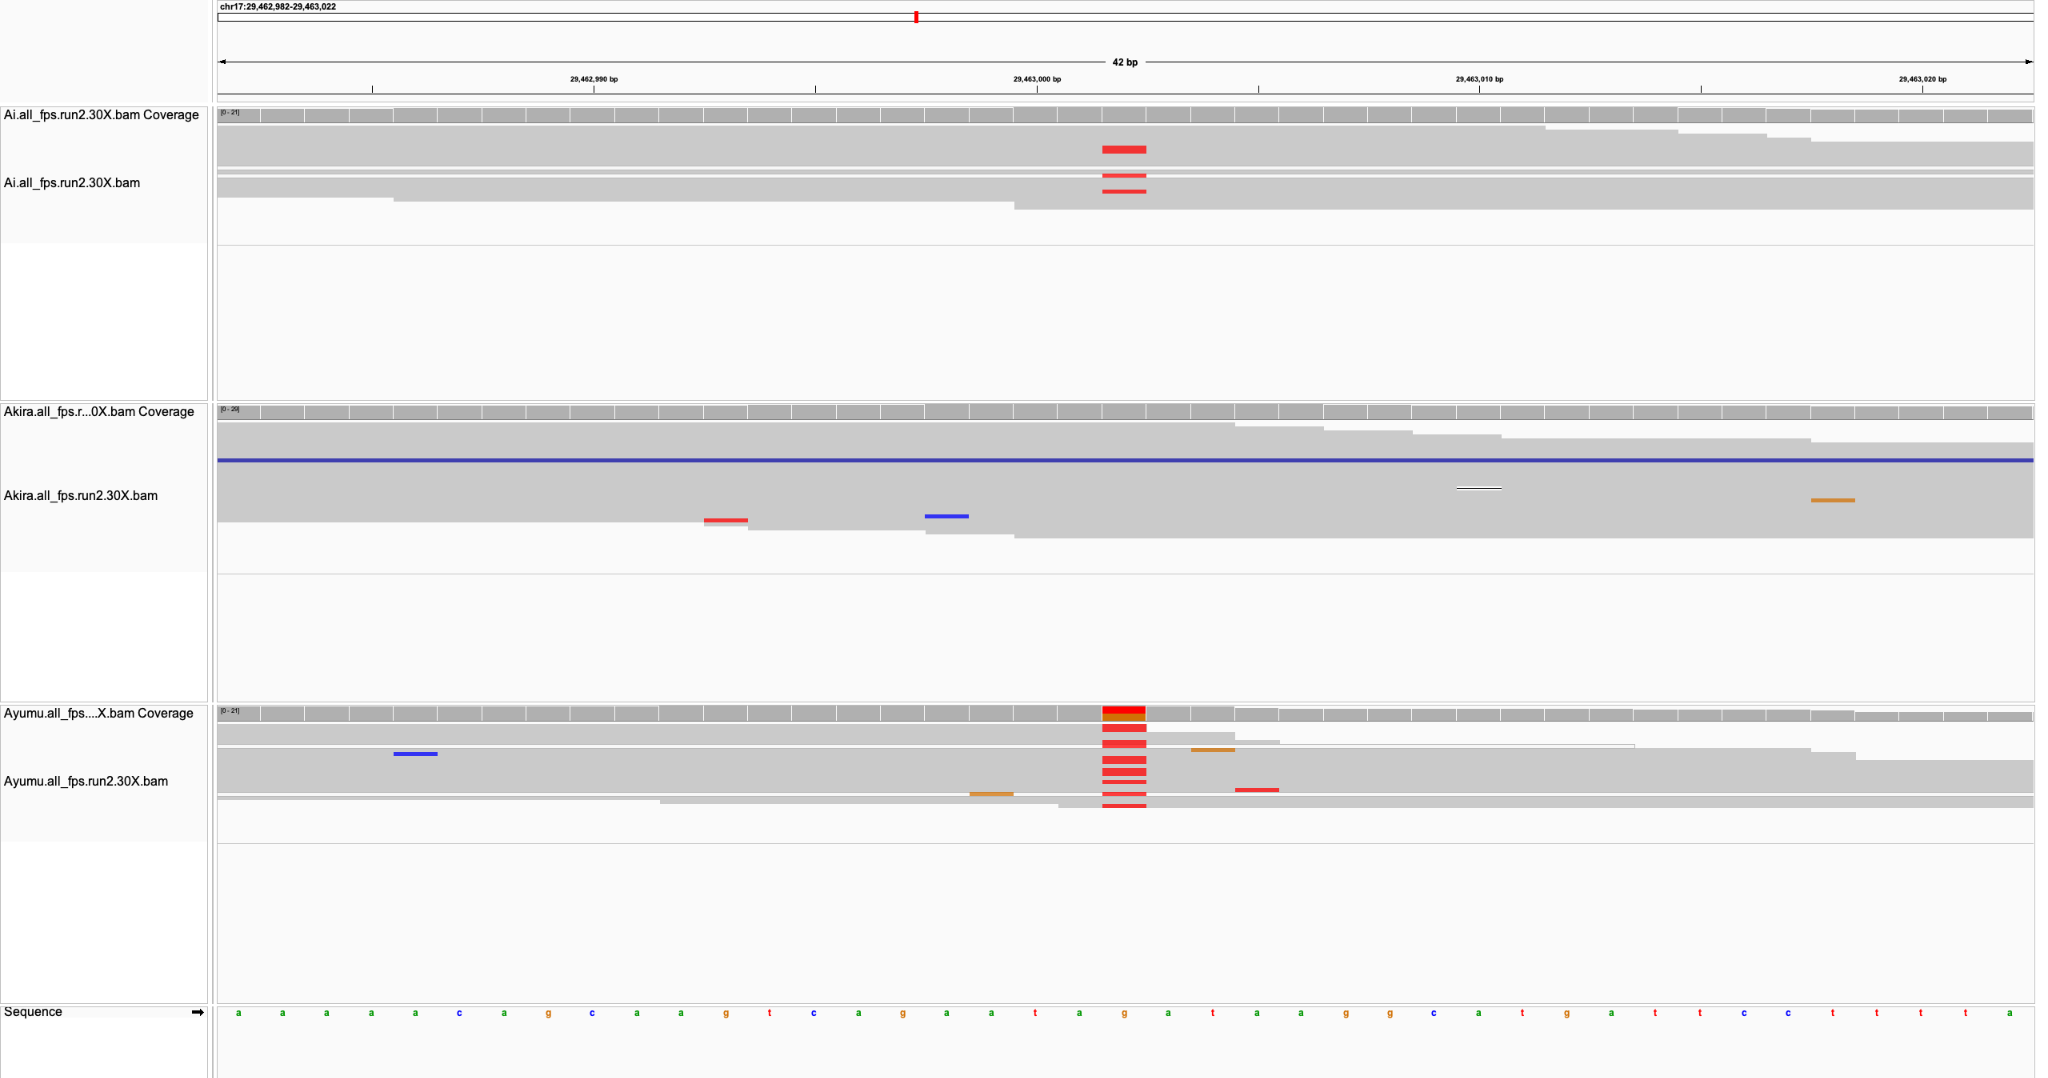 chr17:29,462,982-29,463,022
42 bp
29,462,990 bp 29,463,000 bp 29,463,010 bp 29,463,020 bp
Ai.all_fps.run2.30X.bam Coverage
[0 - 21]
Ai.all_fps.run2.30X.bam
Akira.all_fps.r...0X.bam Coverage
[0 - 29]
Akira.all_fps.run2.30X.bam
Ayumu.all_fps....X.bam Coverage
[0 - 21]
Ayumu.all_fps.run2.30X.bam
Sequence a a a a a c a g c a a g t c a g a a t a g a t a a g g c a t g a t t c c t t t t a